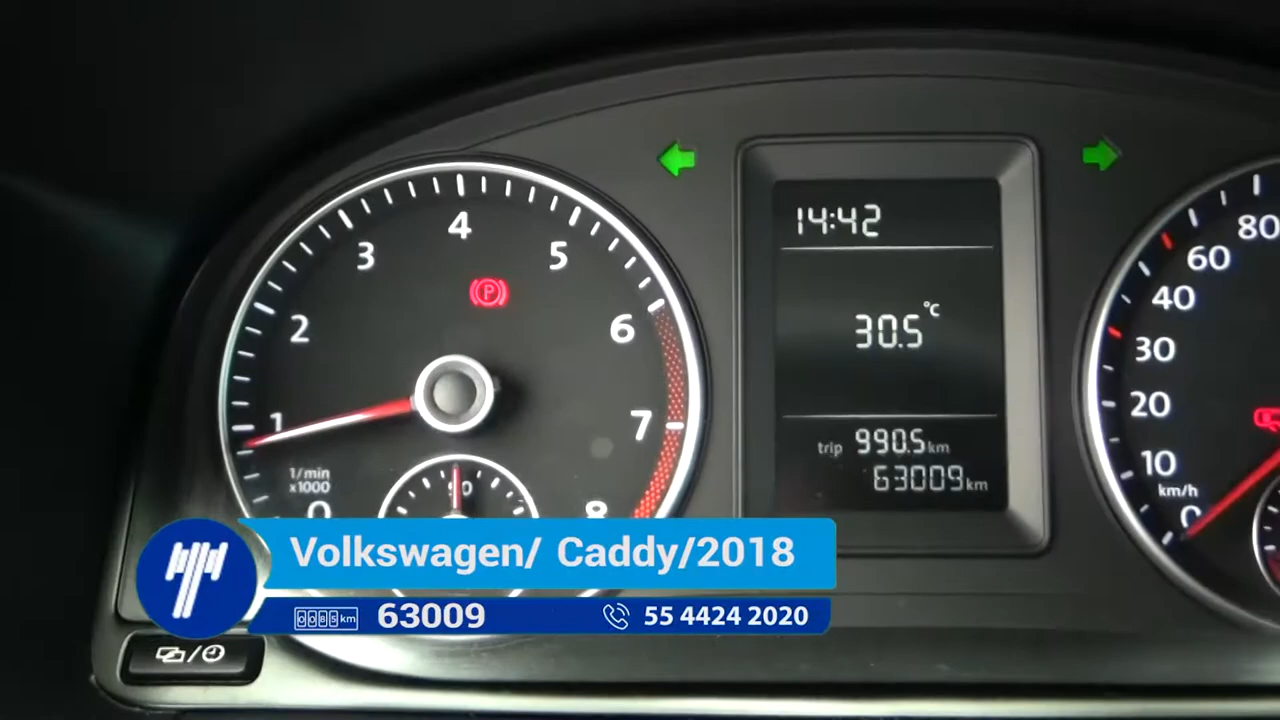 4
3
5
2
6
1
7
1/min
x1000
0
8
90
P
14:42
30.5 °C
trip 990.5 km
63009 km
80
60
40
30
20
10
km/h
0
Volkswagen/ Caddy/2018
km 63009 55 4424 2020